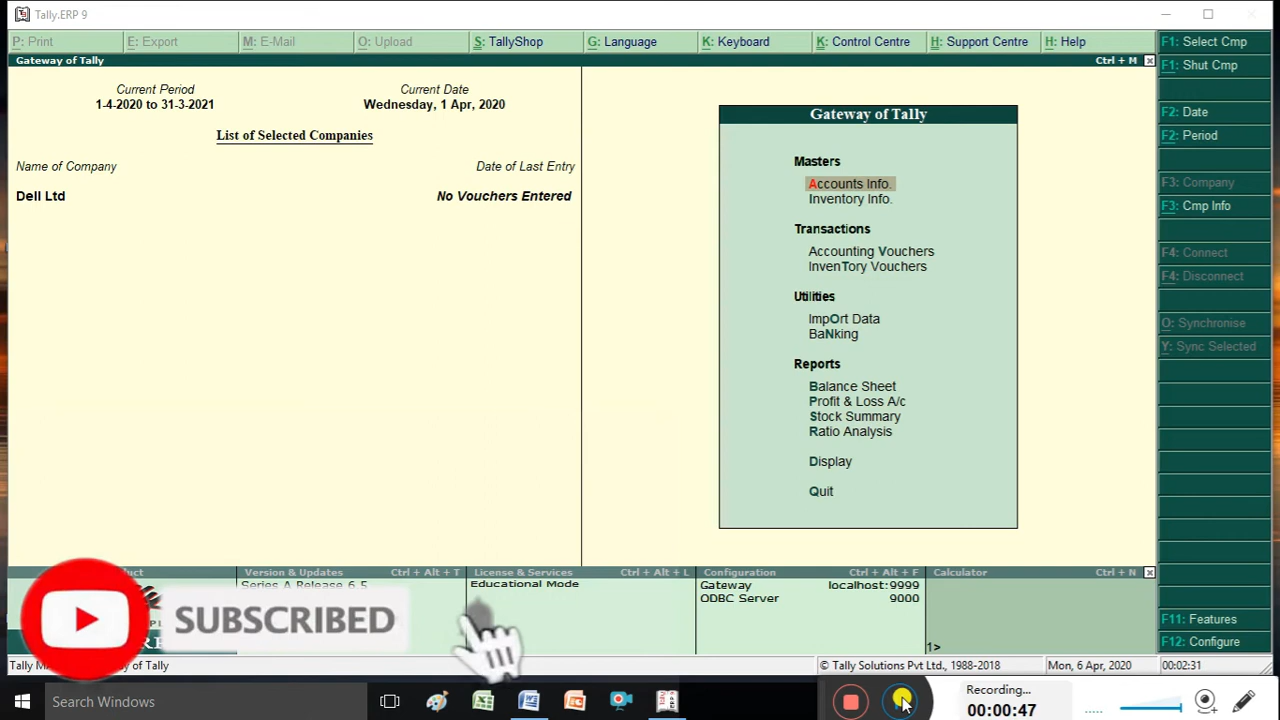 Tally.ERP 9
P: Print
E: Export
M: E-Mail
O: Upload
S: TallyShop
G: Language
K: Keyboard
K: Control Centre
H: Support Centre
H: Help
F1: Select Cmp
Gateway of Tally
Ctrl + M
F1: Shut Cmp
Current Period
Current Date
1-4-2020 to 31-3-2021
Wednesday, 1 Apr, 2020
List of Selected Companies
Name of Company
Date of Last Entry
Dell Ltd
No Vouchers Entered
Gateway of Tally
Masters
Accounts Info.
Inventory Info.
Transactions
Accounting Vouchers
InvenTory Vouchers
Utilities
ImpOrt Data
BaNking
Reports
Balance Sheet
Profit & Loss A/c
Stock Summary
Ratio Analysis
Display
Quit
F2: Date
F2: Period
F3: Company
F3: Cmp Info
F4: Connect
F4: Disconnect
O: Synchronise
Y: Sync Selected
F11: Features
F12: Configure
Version & Updates Ctrl + Alt + T
Series A Release 6.5
License & Services Ctrl + Alt + L
Educational Mode
Configuration Ctrl + Alt + F
Gateway localhost:9999
ODBC Server 9000
Calculator Ctrl + N
1>
SUBSCRIBED
of Tally
© Tally Solutions Pvt Ltd., 1988-2018
Mon, 6 Apr, 2020
00:02:31
Search Windows
Recording...
00:00:47